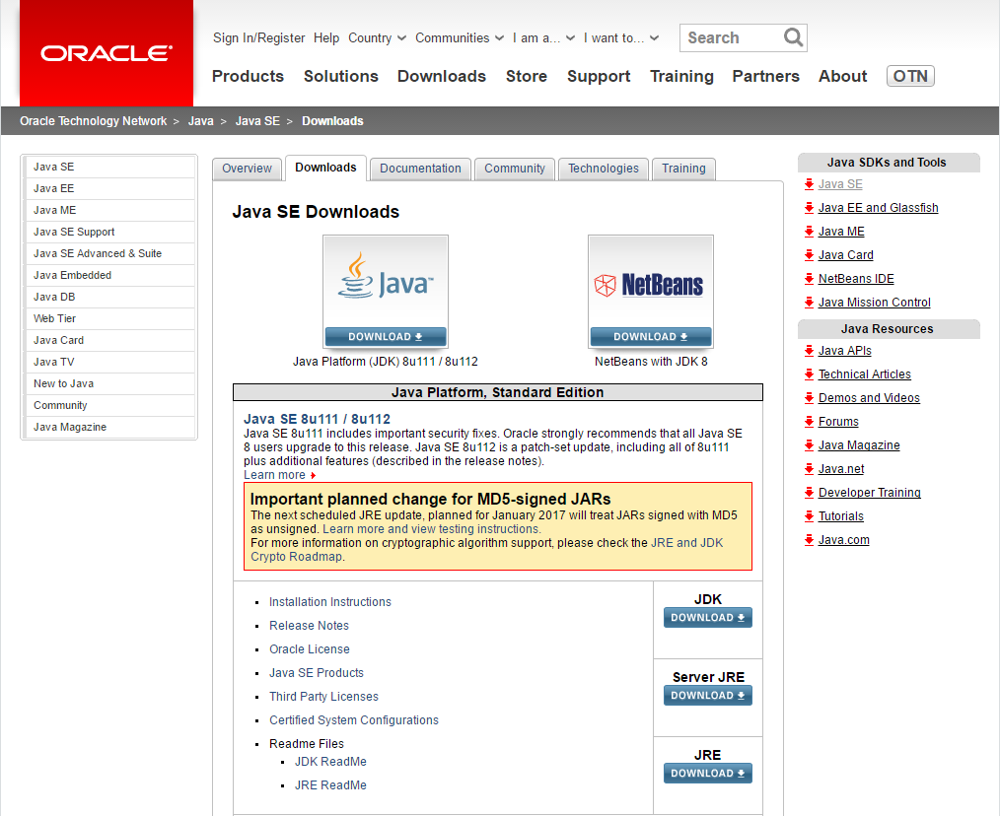 ORACLE
Sign In/Register Help Country Communities I am a... I want to... Search
Products Solutions Downloads Store Support Training Partners About OTN
Oracle Technology Network > Java > Java SE > Downloads
Java SE
Java EE
Java ME
Java SE Support
Java SE Advanced & Suite
Java Embedded
Java DB
Web Tier
Java Card
Java TV
New to Java
Community
Java Magazine
Overview Downloads Documentation Community Technologies Training
Java SE Downloads
Java™
DOWNLOAD
Java Platform (JDK) 8u111 / 8u112
NetBeans
DOWNLOAD
NetBeans with JDK 8
Java Platform, Standard Edition
Java SE 8u111 / 8u112
Java SE 8u111 includes important security fixes. Oracle strongly recommends that all Java SE
8 users upgrade to this release. Java SE 8u112 is a patch-set update, including all of 8u111
plus additional features (described in the release notes).
Learn more
Important planned change for MD5-signed JARs
The next scheduled JRE update, planned for January 2017 will treat JARs signed with MD5
as unsigned. Learn more and view testing instructions.
For more information on cryptographic algorithm support, please check the JRE and JDK
Crypto Roadmap.
Installation Instructions
Release Notes
Oracle License
Java SE Products
Third Party Licenses
Certified System Configurations
Readme Files
JDK ReadMe
JRE ReadMe
JDK
DOWNLOAD
Server JRE
DOWNLOAD
JRE
DOWNLOAD
Java SDKs and Tools
Java SE
Java EE and Glassfish
Java ME
Java Card
NetBeans IDE
Java Mission Control
Java Resources
Java APIs
Technical Articles
Demos and Videos
Forums
Java Magazine
Java.net
Developer Training
Tutorials
Java.com